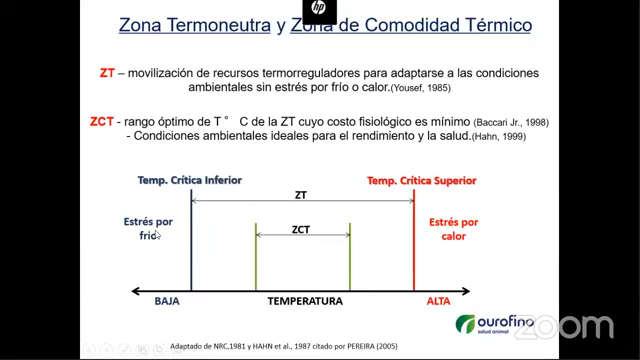 hp
Zona Termoneutra y Zona de Comodidad Térmico
ZT – movilización de recursos termorreguladores para adaptarse a las condiciones
ambientales sin estrés por frío o calor.(Yousef, 1985)
ZCT - rango óptimo de T° C de la ZT cuyo costo fisiológico es mínimo (Baccari Jr., 1998)
- Condiciones ambientales ideales para el rendimiento y la salud.(Hahn, 1999)
Temp. Crítica Inferior
Temp. Crítica Superior
ZT
Estrés por
frio
ZCT
Estrés por
calor
BAJA
TEMPERATURA
ALTA
ourofino
salud animal
zoom
Adaptado de NRC,1981 y HAHN et al., 1987 citado por PEREIRA (2005)